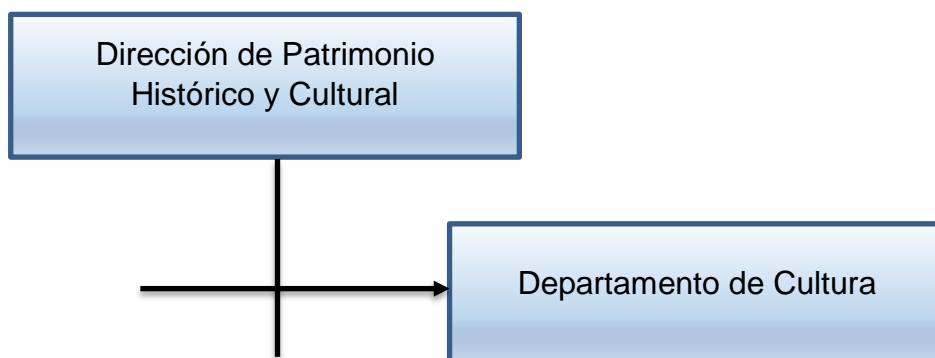 Dirección de Patrimonio
Histórico y Cultural
Departamento de Cultura